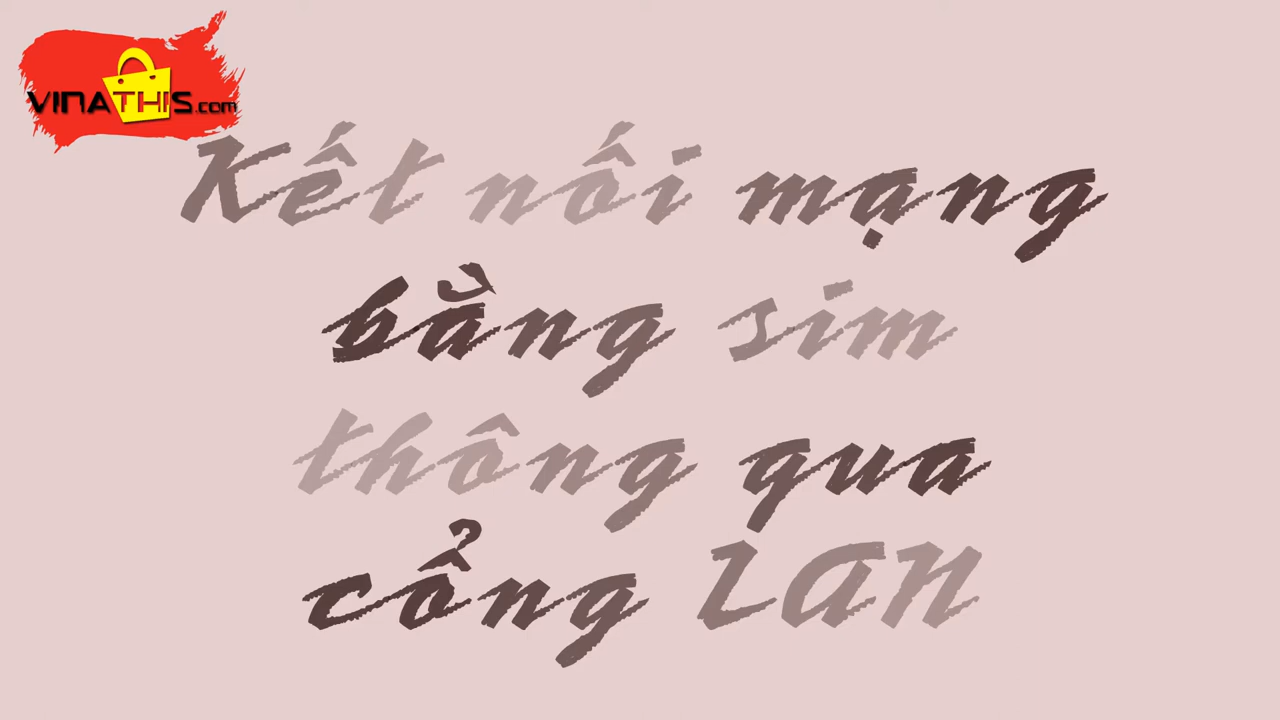 VINATHIS.com
Kết nối mạng
bằng sim
thông qua
cổng LAN